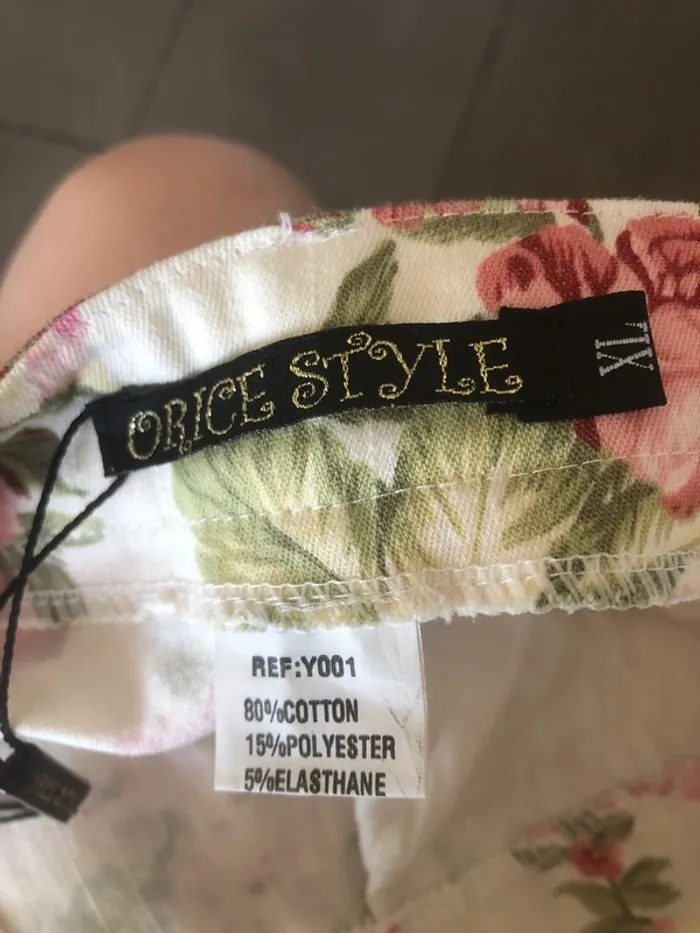 ORICE STYLE
XL
REF:Y001
80%COTTON
15%POLYESTER
5%ELASTHANE